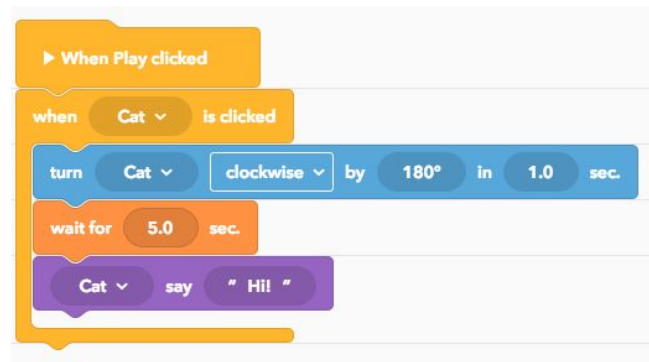 When Play clicked
when Cat is clicked
turn Cat clockwise by 180° in 1.0 sec.
wait for 5.0 sec.
Cat say " Hi! "